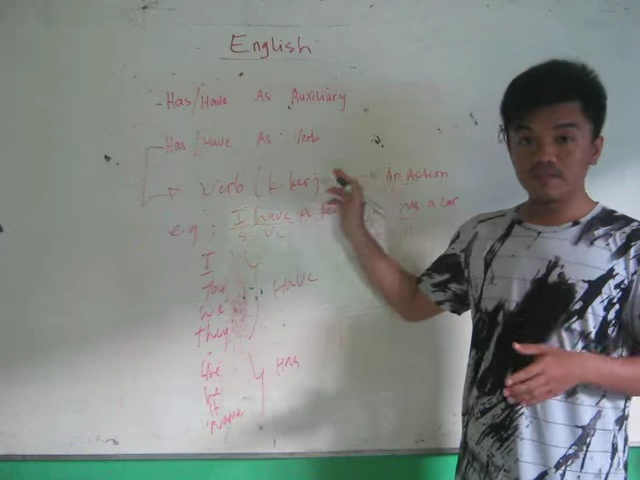 English
- Has/Have As Auxiliary
Has/Have As Verb
→ Verb (K. kerj An Action
e.g : I have a has a car
S V
I
You
we
They
Have
She
He
It
Name
Has